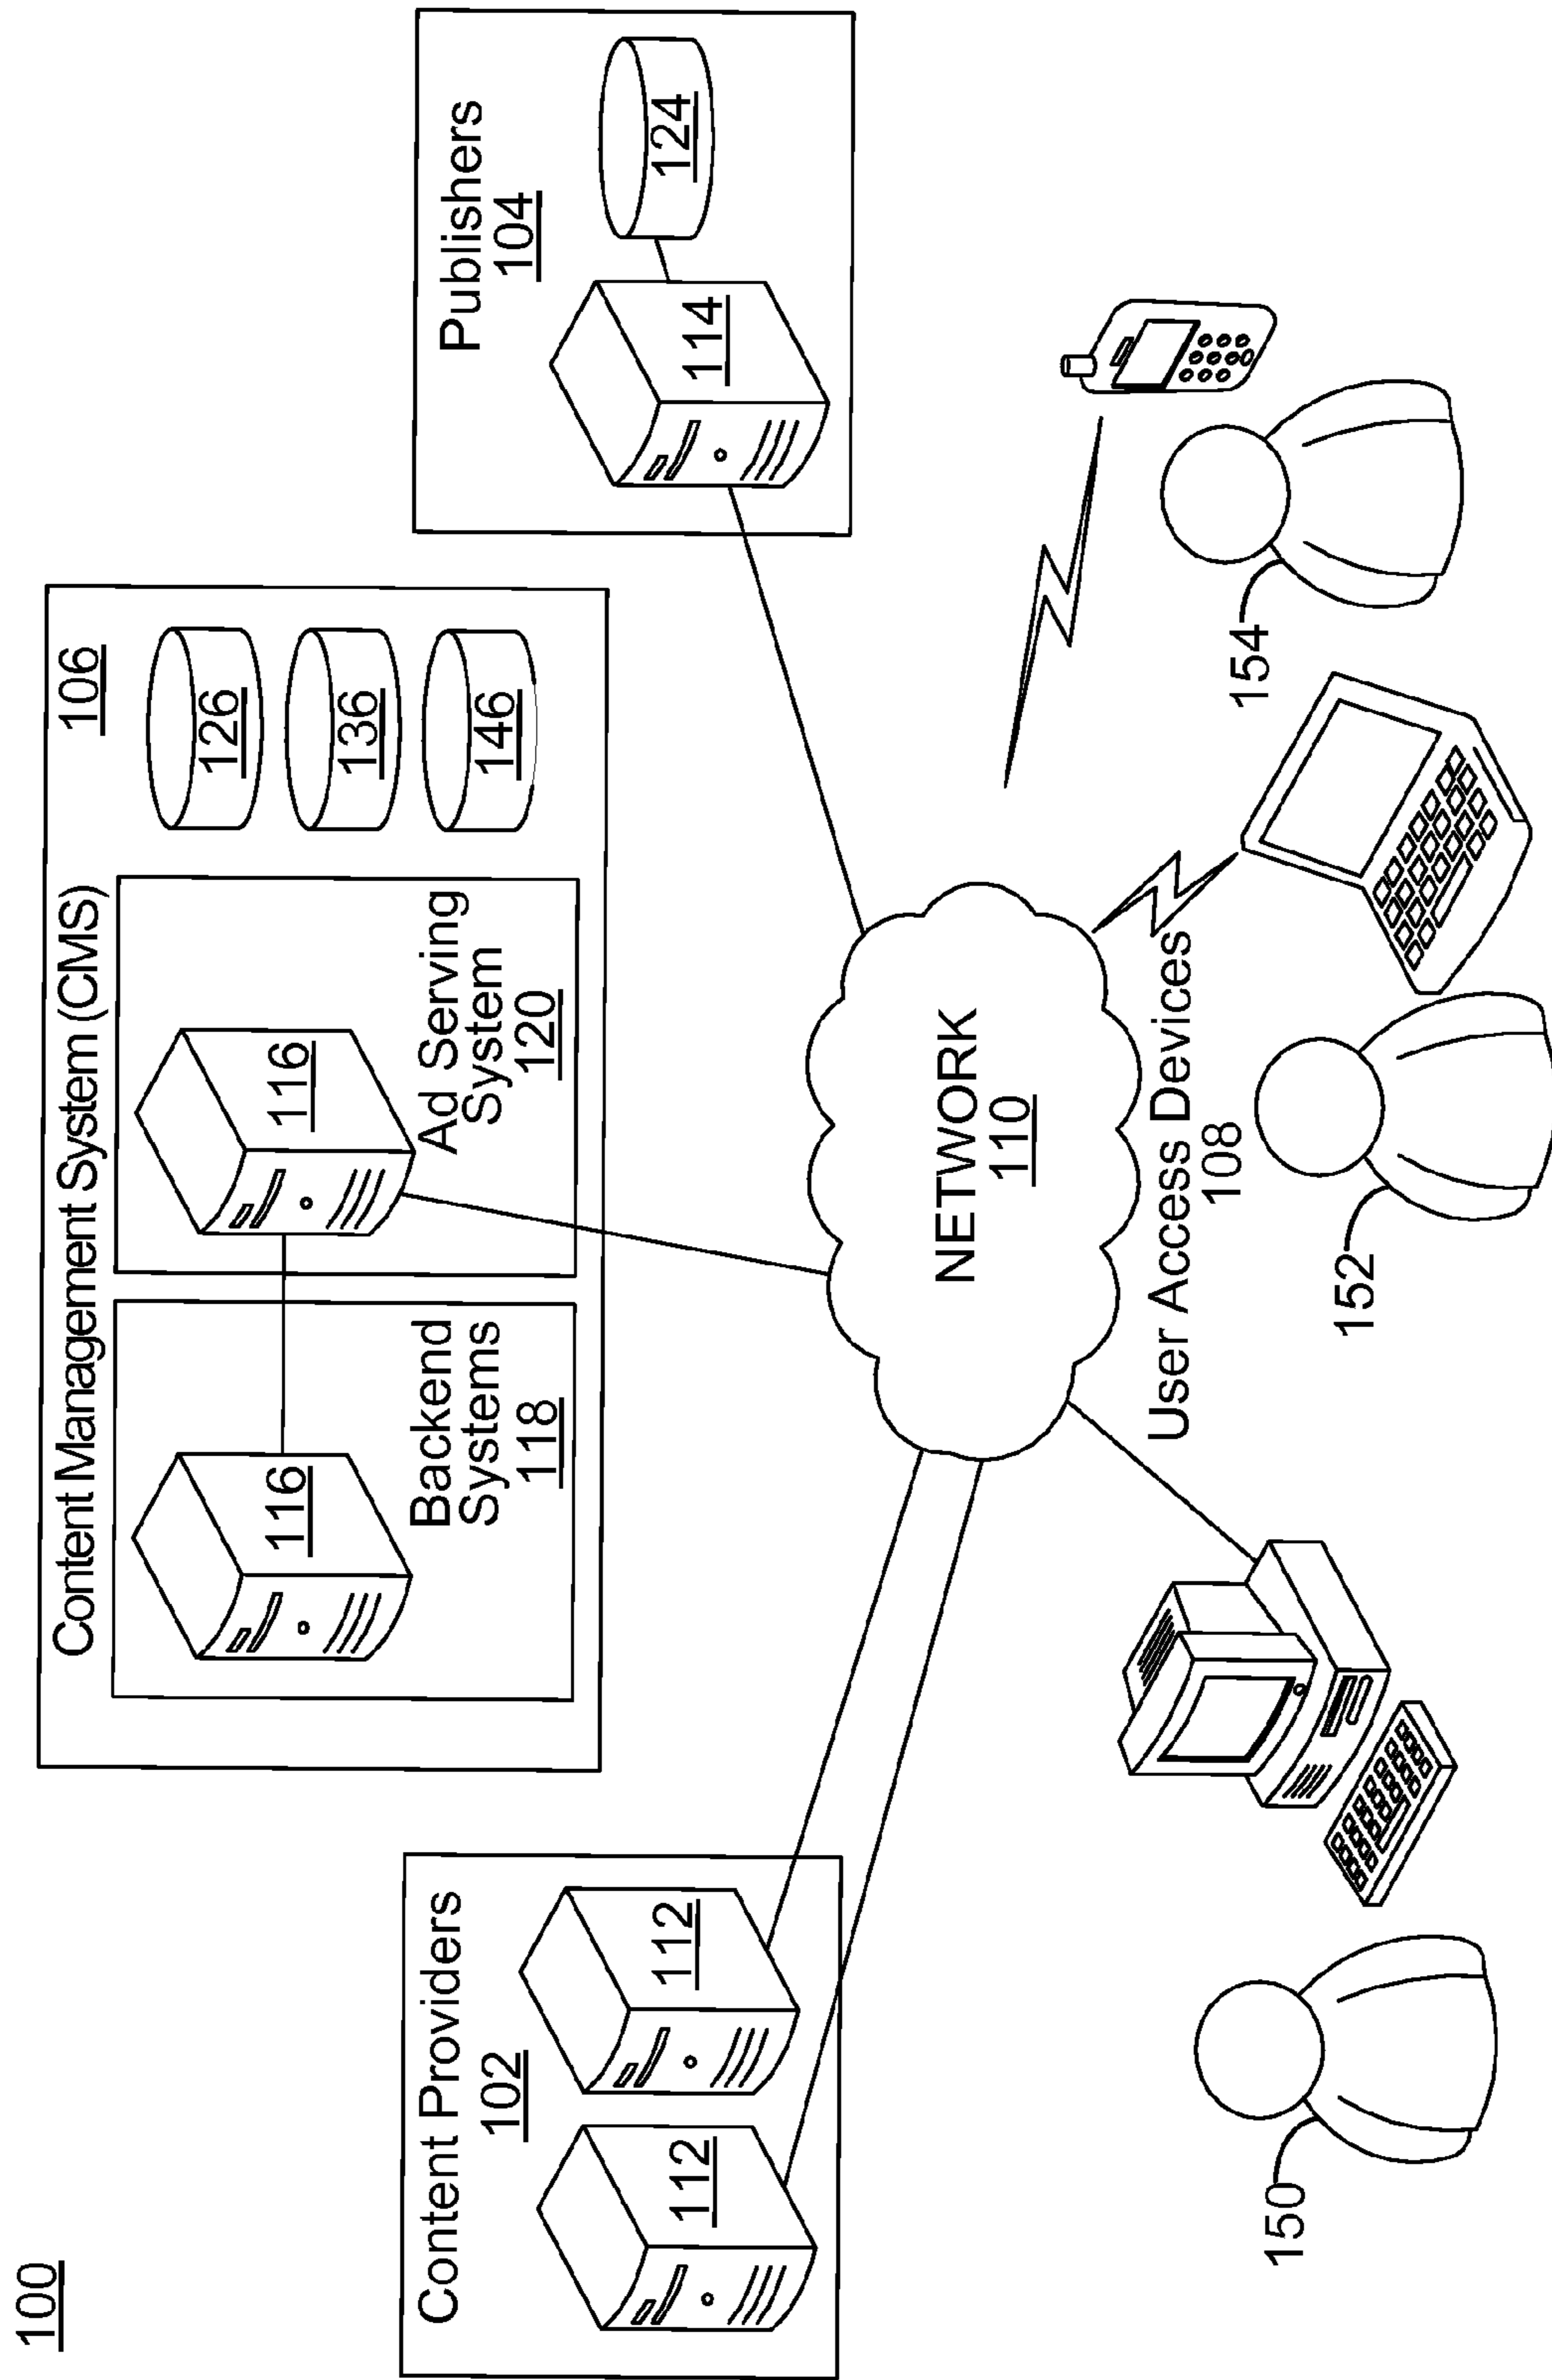 100
Content Management System (CMS)
106
116
Backend
Systems
118
116
Ad Serving
System
120
126
136
146
Content Providers
102
112
112
Publishers
104
114
124
NETWORK
110
User Access Devices
108
150
152
154